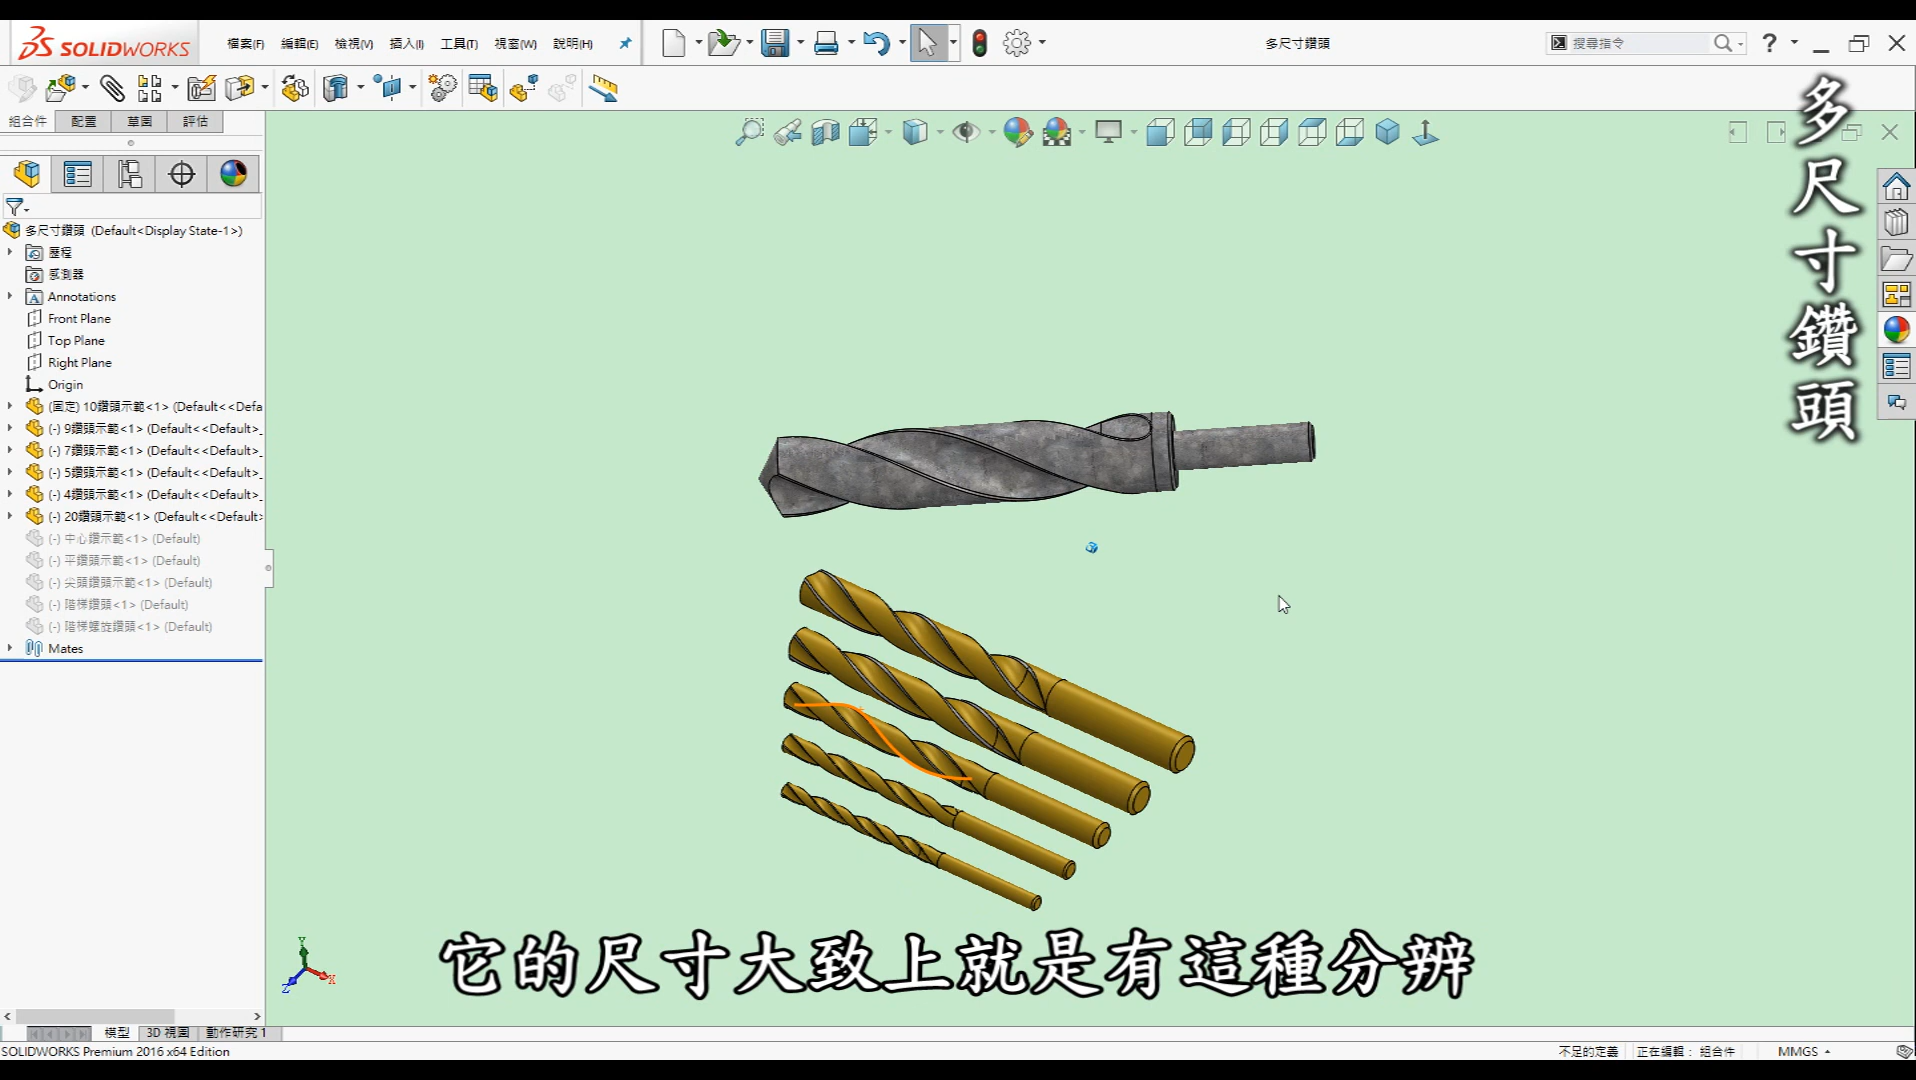 SOLIDWORKS
檔案(F) 編輯(E) 檢視(V) 插入(I) 工具(T) 視窗(W) 說明(H)
多尺寸鑽頭
搜尋指令
組合件 配置 草圖 評估
多尺寸鑽頭 (Default<Display State-1>)
歷程
感測器
Annotations
Front Plane
Top Plane
Right Plane
Origin
(固定) 10鑽頭示範<1> (Default<<Defa
(-) 9鑽頭示範<1> (Default<<Default>_
(-) 7鑽頭示範<1> (Default<<Default>_
(-) 5鑽頭示範<1> (Default<<Default>_
(-) 4鑽頭示範<1> (Default<<Default>_
(-) 20鑽頭示範<1> (Default<<Default>
(-) 中心鑽示範<1> (Default)
(-) 平鑽頭示範<1> (Default)
(-) 尖頭鑽頭示範<1> (Default)
(-) 階梯鑽頭<1> (Default)
(-) 階梯螺旋鑽頭<1> (Default)
Mates
多尺寸鑽頭
Y
X
Z
它的尺寸大致上就是有這種分辨
模型 3D 視圖 動作研究 1
SOLIDWORKS Premium 2016 x64 Edition
不足的定義 正在編輯： 組合件 MMGS